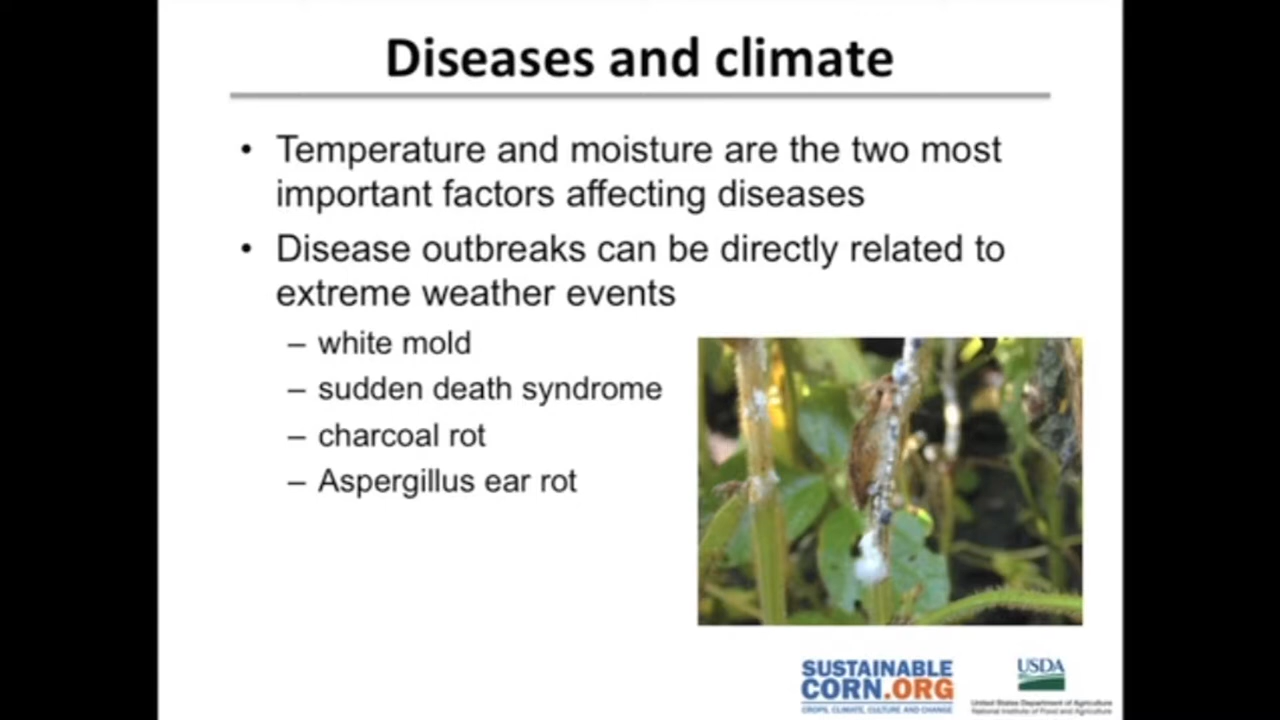 Diseases and climate
• Temperature and moisture are the two most
important factors affecting diseases
• Disease outbreaks can be directly related to
extreme weather events
– white mold
– sudden death syndrome
– charcoal rot
– Aspergillus ear rot
SUSTAINABLE
CORN.ORG
CROPS, CLIMATE, CULTURE AND CHANGE
USDA
United States Department of Agriculture
National Institute of Food and Agriculture